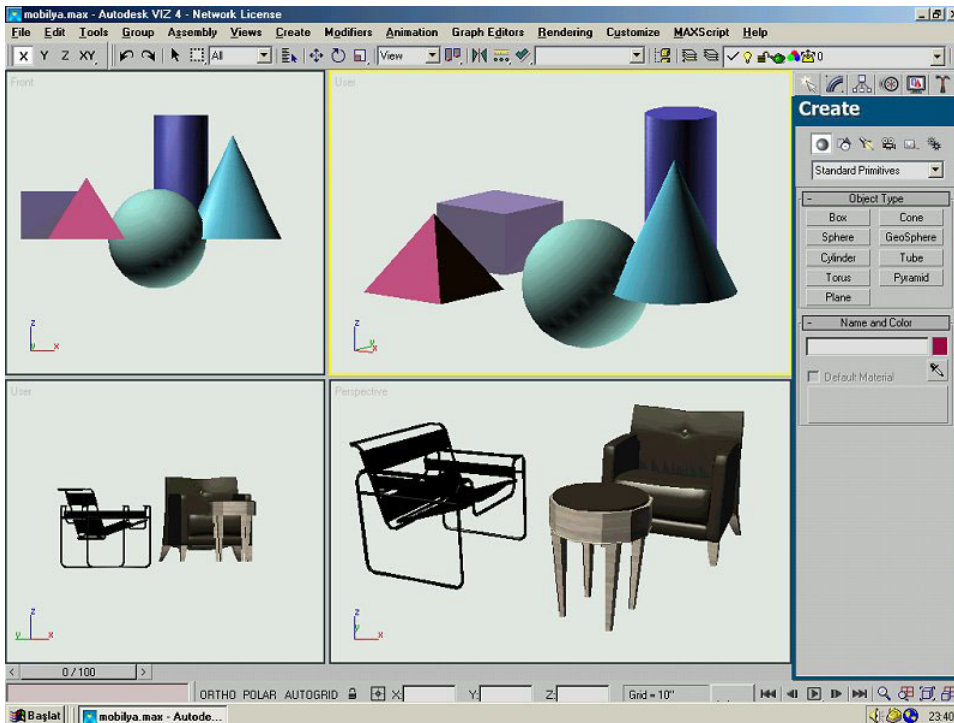 mobilya.max - Autodesk VIZ 4 - Network License
File Edit Tools Group Assembly Views Create Modifiers Animation Graph Editors Rendering Customize MAXScript Help
X Y Z XY All View 0
Front
User
Create
Standard Primitives
- Object Type
Box Cone
Sphere GeoSphere
Cylinder Tube
Torus Pyramid
Plane
- Name and Color
Default Material
z
y x
z
y
x
User
Perspective
z
y x
z
y
x
< 0 / 100 >
ORTHO POLAR AUTOGRID X: Y: Z: Grid = 10"
Başlat mobilya.max - Autode... 23:40